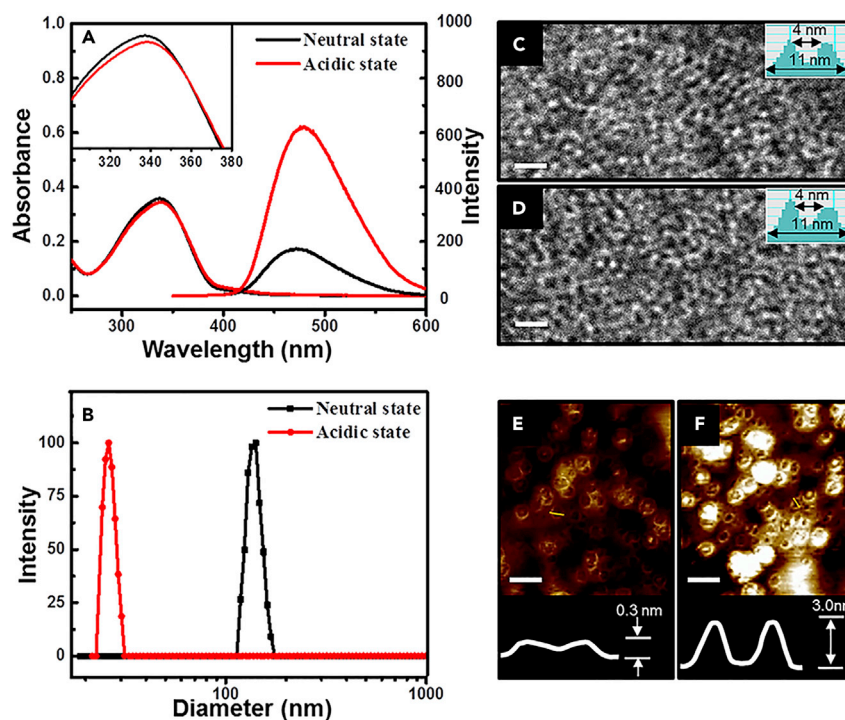 A
Neutral state
Acidic state
1.0
0.8
0.6
0.4
0.2
0.0
Absorbance
320 340 360 380
1000
800
600
400
200
0
Intensity
300 400 500 600
Wavelength (nm)
B
Neutral state
Acidic state
100
75
50
25
0
Intensity
100 1000
Diameter (nm)
C
4 nm
11 nm
D
4 nm
11 nm
E
0.3 nm
F
3.0nm